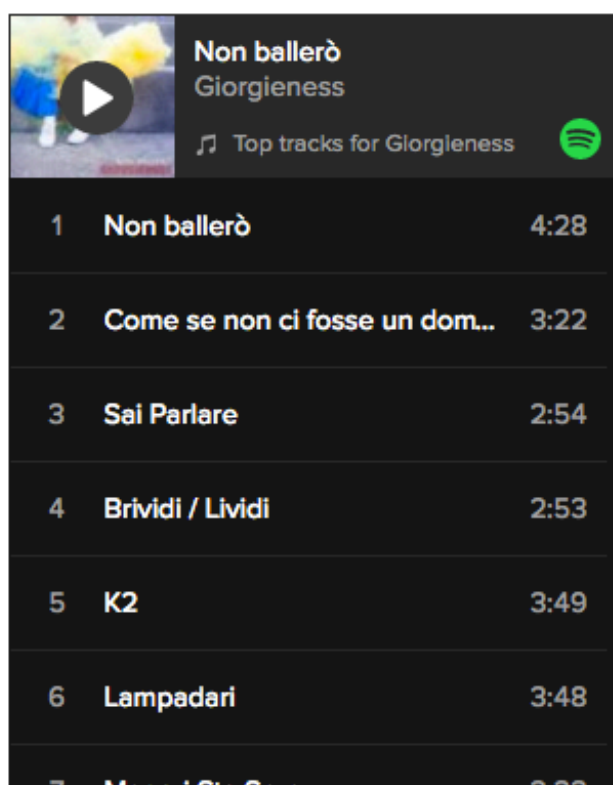 Non ballerò
Giorgieness
Top tracks for Giorgieness
1 Non ballerò 4:28
2 Come se non ci fosse un dom... 3:22
3 Sai Parlare 2:54
4 Brividi / Lividi 2:53
5 K2 3:49
6 Lampadari 3:48